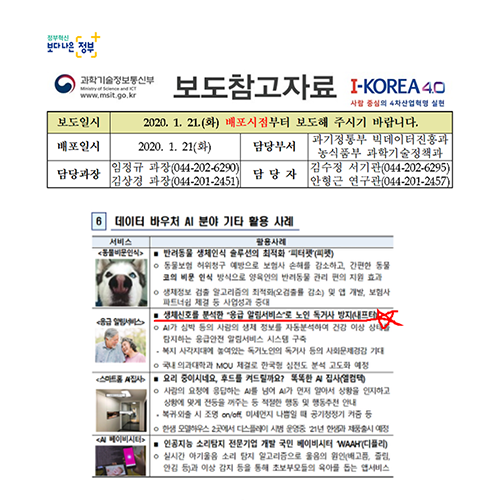 정부혁신
보다나은 정부
과학기술정보통신부
Ministry of Science and ICT
www.msit.go.kr
보도참고자료
I-KOREA 4.0
사람 중심의 4차산업혁명 실현
보도일시 2020. 1. 21.(화) 배포시점부터 보도해 주시기 바랍니다.
배포일시 2020. 1. 21(화) 담당부서 과기정통부 빅데이터진흥과
농식품부 과학기술정책과
담당과장 임정규 과장(044-202-6290) 담 당 자 김수정 서기관(044-202-6295)
김상경 과장(044-201-2451) 안형근 연구관(044-201-2457)
6 데이터 바우처 AI 분야 기타 활용 사례
서비스 활용사례
<동물비문인식>
■ 반려동물 생체인식 솔루션의 최적화 '피터펫'(피펫)
◦ 동물보험 허위청구 예방으로 보험사 손해를 감소하고, 간편한 동물
코의 비문 인식 방식으로 양육인의 반려동물 관리 편의 지원 효과
◦ 생체정보 검출 알고리즘의 최적화(오검출률 감소) 및 앱 개발, 보험사
파트너쉽 체결 등 사업성과 증대
<응급 알림서비스>
■ 생체신호를 분석한 "응급 알림서비스"로 노인 독거사 방지(내프터)
◦ AI가 심박 등의 사람의 생체 정보를 자동분석하여 건강 이상 상태를
탐지하는 응급안전알림 서비스 시스템 구축
- 복지 사각지대에 놓여있는 독거노인의 독거사 등의 사회문제경감 기대
◦ 국내 의과대학과 MOU 체결로 한국형 심전도 분석 고도화 예정
<스마트홈 AI집사>
■ 요리 중이시네요, 후드를 켜드릴까요? 똑똑한 AI 집사(엘컴텍)
◦ 사람의 요청에 응답하는 AI를 넘어 AI가 먼저 알아서 상황을 인지하고
상황에 맞게 전등을 꺼주는 등 적절한 행동 및 행동추천 안내
- 복귀·외출 시 조명 on/off, 미세먼지 나쁨일 때 공기청정기 켜줌 등
◦ 한샘 모델하우스 2곳에서 디스플레이 시범 운영중, '21년 한샘과 제품출시 예정
<AI 베이비시터>
■ 인공지능 소리탐지 전문기업 개발 국민 베이비시터 'WAAH'(디플리)
◦ 실시간 아기울음 소리 탐지 알고리즘으로 울음의 원인(배고픔, 졸림,
안김 등)과 이상 감지 등을 통해 초보부모들의 육아를 돕는 앱서비스